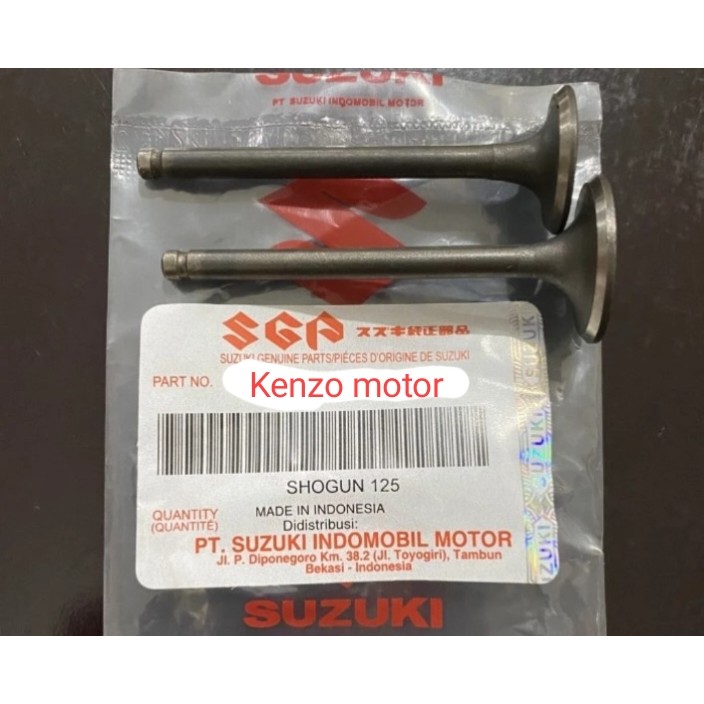 SUZUKI
PT SUZUKI INDOMOBIL MOTOR
SGP スズキ純正部品
SUZUKI GENUINE PARTS/PIÈCES D'ORIGINE DE SUZUKI
PART NO. Kenzo motor
SHOGUN 125
QUANTITY MADE IN INDONESIA
(QUANTITÉ) Didistribusi:
PT. SUZUKI INDOMOBIL MOTOR
Jl. P. Diponegoro Km. 38.2 (Jl. Toyogiri), Tambun
Bekasi - Indonesia
SUZUKI